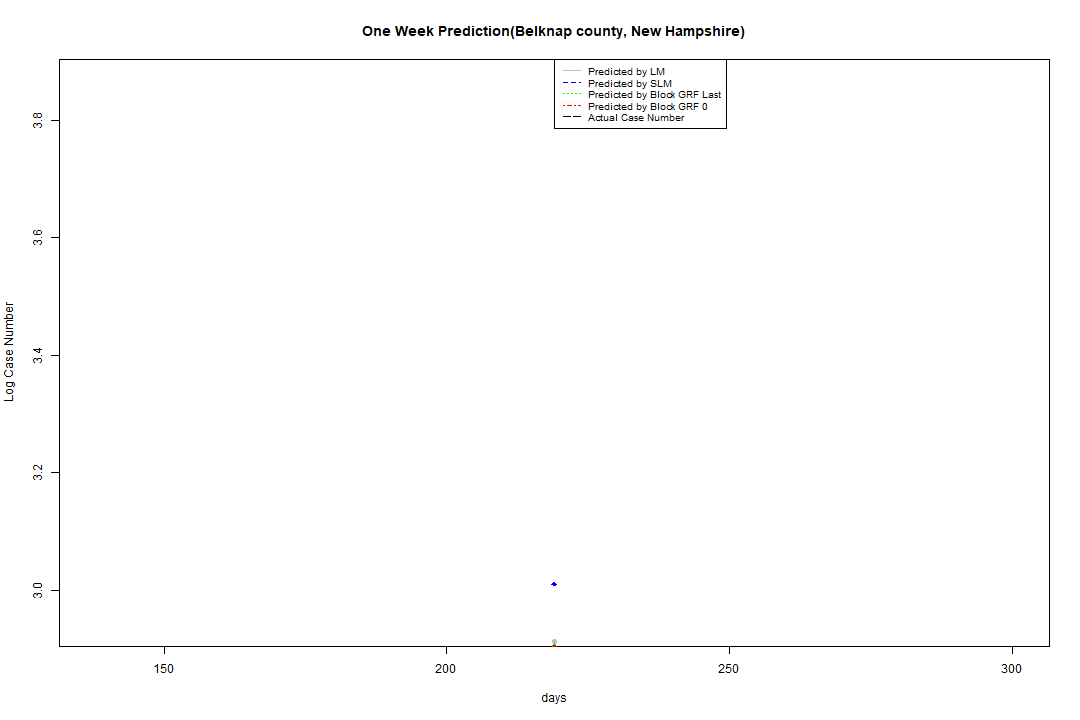 One Week Prediction(Belknap county, New Hampshire)
Predicted by LM
Predicted by SLM
Predicted by Block GRF Last
Predicted by Block GRF 0
Actual Case Number
3.8
3.6
3.4
3.2
3.0
Log Case Number
150
200
250
300
days